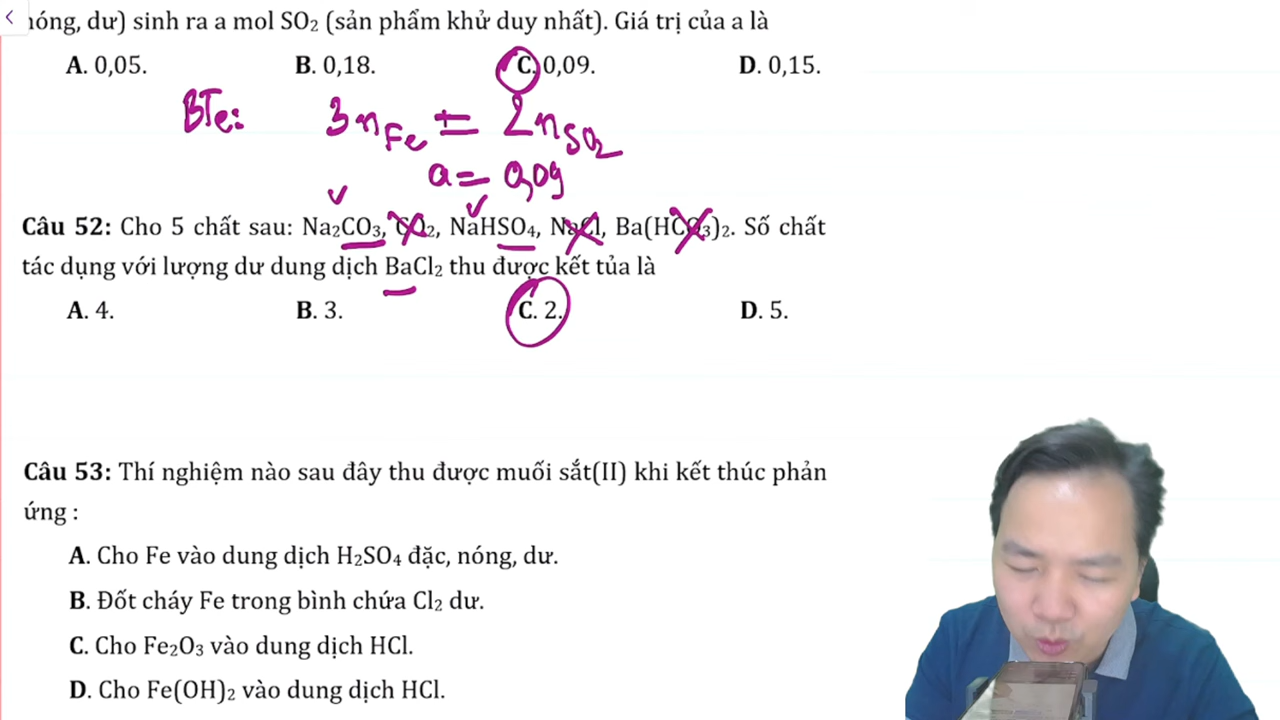 nóng, dư) sinh ra a mol SO₂ (sản phẩm khử duy nhất). Giá trị của a là
A. 0,05. B. 0,18. C. 0,09. D. 0,15.
BTe: 3n_Fe = 2n_SO₂
a = 0,09
Câu 52: Cho 5 chất sau: Na₂CO₃, CO₂, NaHSO₄, NaCl, Ba(HCO₃)₂. Số chất
tác dụng với lượng dư dung dịch BaCl₂ thu được kết tủa là
A. 4. B. 3. C. 2. D. 5.
Câu 53: Thí nghiệm nào sau đây thu được muối sắt(II) khi kết thúc phản
ứng :
A. Cho Fe vào dung dịch H₂SO₄ đặc, nóng, dư.
B. Đốt cháy Fe trong bình chứa Cl₂ dư.
C. Cho Fe₂O₃ vào dung dịch HCl.
D. Cho Fe(OH)₂ vào dung dịch HCl.